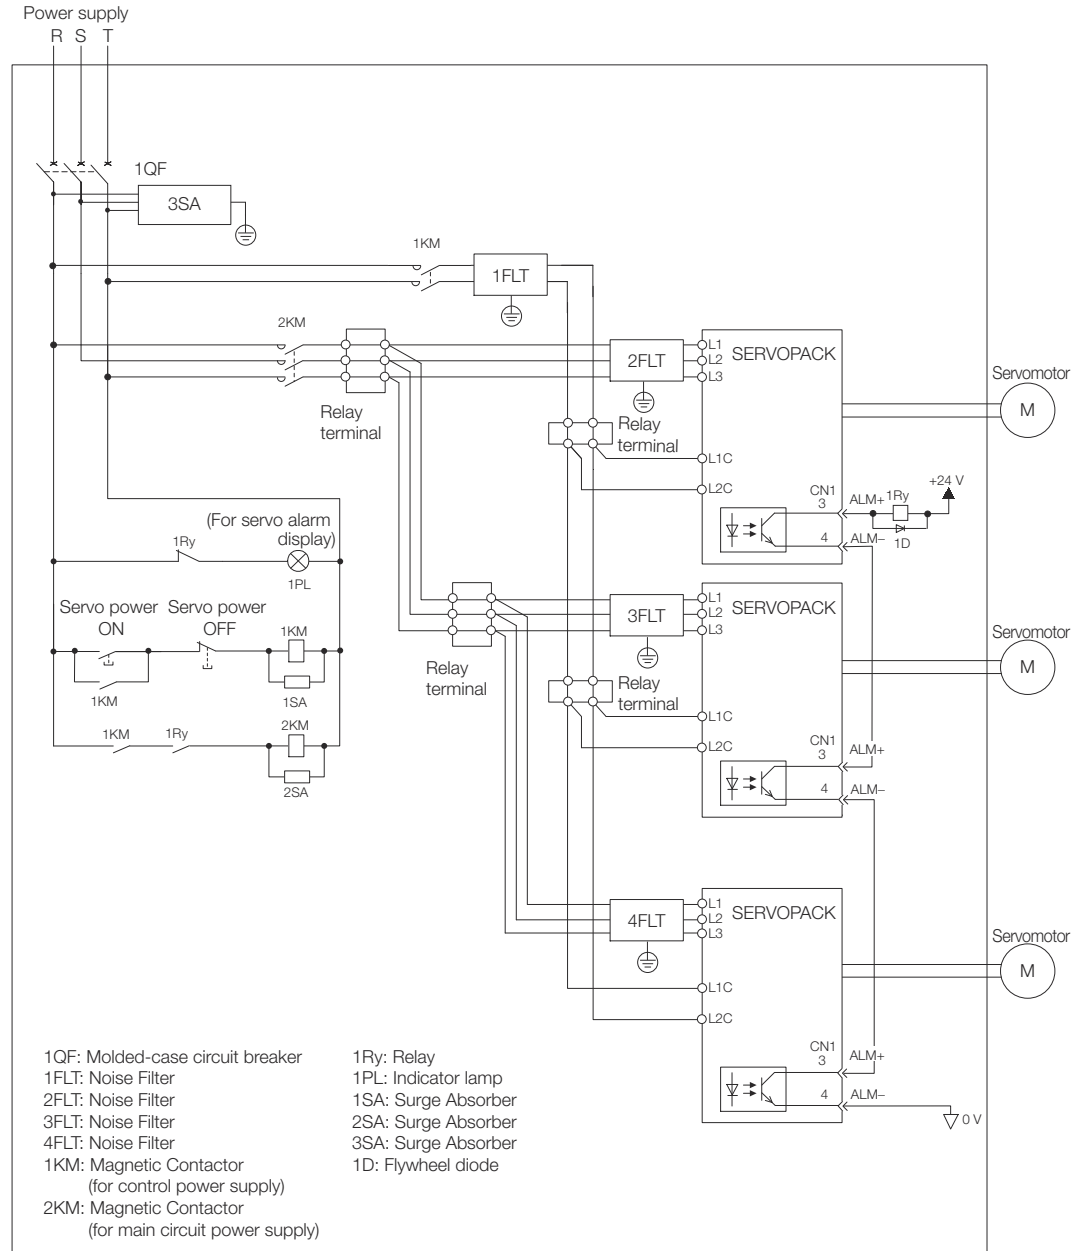 Power supply
R S T
1QF
3SA
1KM
1FLT
2KM
2FLT
L1
L2
L3
SERVOPACK
Servomotor
M
Relay
terminal
Relay
terminal
L1C
L2C
CN1
3
4
ALM+
1Ry
+24 V
ALM–
1D
(For servo alarm
display)
1Ry
1PL
Servo power
ON
Servo power
OFF
1KM
1KM
1SA
1KM
1Ry
2KM
2SA
3FLT
L1
L2
L3
SERVOPACK
Servomotor
M
Relay
terminal
Relay
terminal
L1C
L2C
CN1
3
4
ALM+
ALM–
4FLT
L1
L2
L3
SERVOPACK
Servomotor
M
L1C
L2C
CN1
3
4
ALM+
ALM–
0 V
1QF: Molded-case circuit breaker
1FLT: Noise Filter
2FLT: Noise Filter
3FLT: Noise Filter
4FLT: Noise Filter
1KM: Magnetic Contactor
(for control power supply)
2KM: Magnetic Contactor
(for main circuit power supply)
1Ry: Relay
1PL: Indicator lamp
1SA: Surge Absorber
2SA: Surge Absorber
3SA: Surge Absorber
1D: Flywheel diode